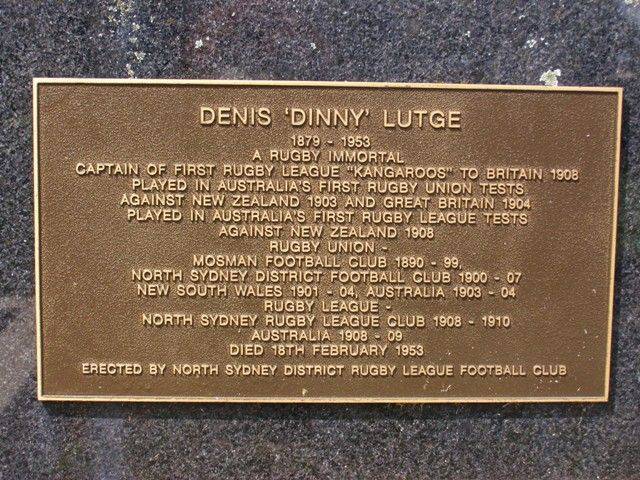 DENIS 'DINNY' LUTGE
1879 - 1953
A RUGBY IMMORTAL
CAPTAIN OF FIRST RUGBY LEAGUE "KANGAROOS" TO BRITAIN 1908
PLAYED IN AUSTRALIA'S FIRST RUGBY UNION TESTS
AGAINST NEW ZEALAND 1903 AND GREAT BRITAIN 1904
PLAYED IN AUSTRALIA'S FIRST RUGBY LEAGUE TESTS
AGAINST NEW ZEALAND 1908
RUGBY UNION -
MOSMAN FOOTBALL CLUB 1890 - 99,
NORTH SYDNEY DISTRICT FOOTBALL CLUB 1900 - 07
NEW SOUTH WALES 1901 - 04, AUSTRALIA 1903 - 04
RUGBY LEAGUE -
NORTH SYDNEY RUGBY LEAGUE CLUB 1908 - 1910
AUSTRALIA 1908 - 09
DIED 18TH FEBRUARY 1953
ERECTED BY NORTH SYDNEY DISTRICT RUGBY LEAGUE FOOTBALL CLUB